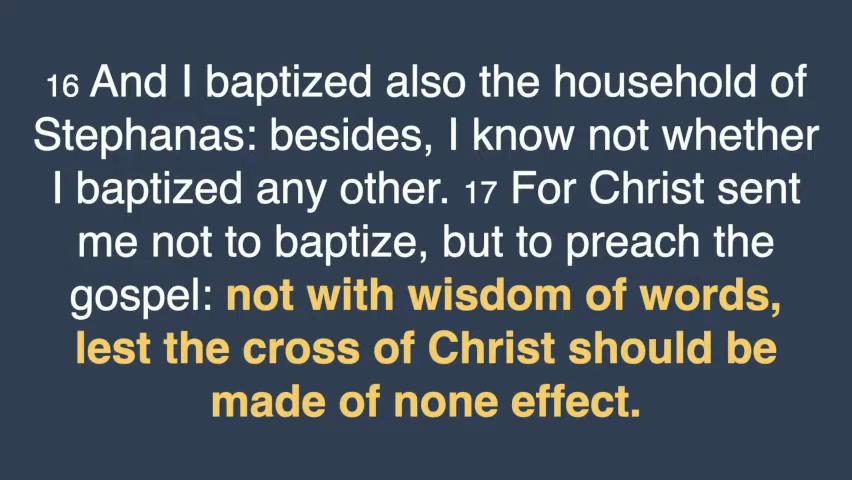 16 And I baptized also the household of
Stephanas: besides, I know not whether
I baptized any other. 17 For Christ sent
me not to baptize, but to preach the
gospel: not with wisdom of words,
lest the cross of Christ should be
made of none effect.